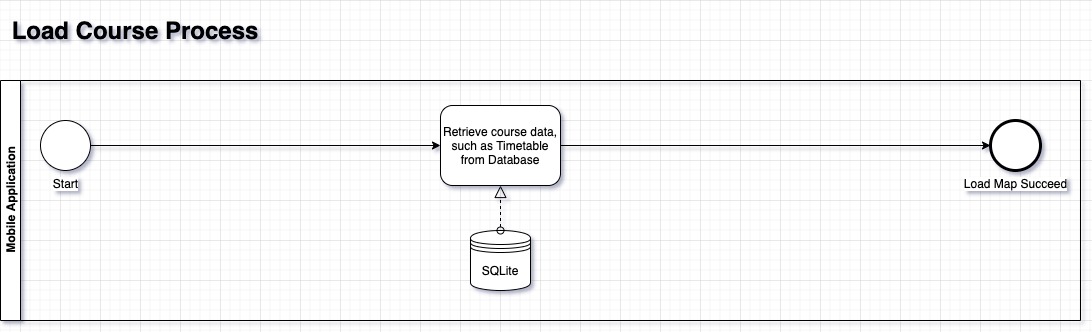 Load Course Process
Mobile Application
Start
Retrieve course data,
such as Timetable
from Database
Load Map Succeed
SQLite